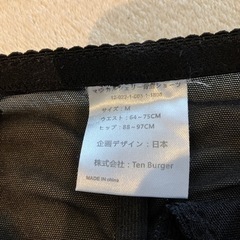 サイズ：M
ウエスト：64～75CM
ヒップ：88～97CM
企画デザイン：日本
株式会社：Ten Burger
MADE IN china